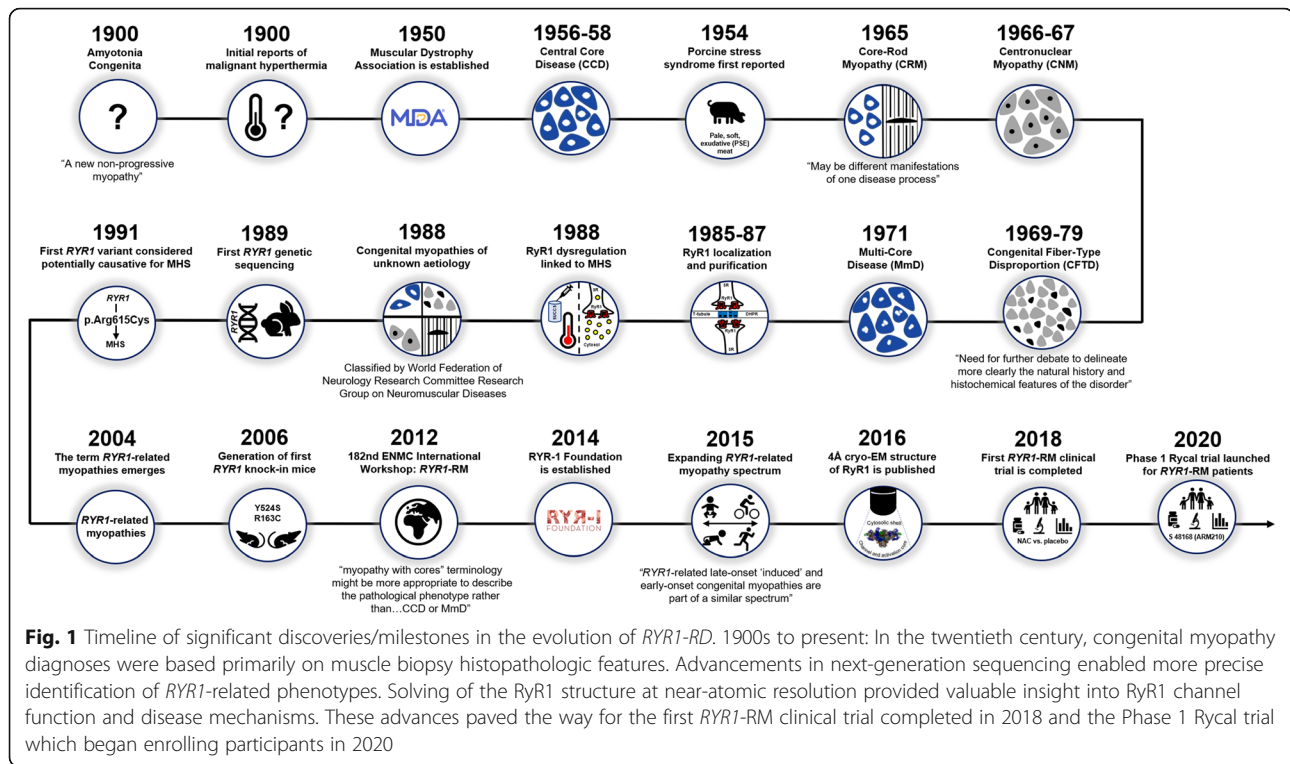 1900
Amyotonia
Congenita
?
"A new non-progressive
myopathy"
1900
Initial reports of
malignant hyperthermia
?
1950
Muscular Dystrophy
Association is established
MDA
1956-58
Central Core
Disease (CCD)
1954
Porcine stress
syndrome first reported
Pale, soft,
exudative (PSE)
meat
1965
Core-Rod
Myopathy (CRM)
"May be different manifestations
of one disease process"
1966-67
Centronuclear
Myopathy (CNM)
1991
First RYR1 variant considered
potentially causative for MHS
RYR1
p.Arg615Cys
MHS
1989
First RYR1 genetic
sequencing
RYR1
1988
Congenital myopathies of
unknown aetiology
Classified by World Federation of
Neurology Research Committee Research
Group on Neuromuscular Diseases
1988
RyR1 dysregulation
linked to MHS
SR
RyR1
Cytosol
1985-87
RyR1 localization
and purification
SR
RyR1
T-tubule DHPR
RyR1
SR
1971
Multi-Core
Disease (MmD)
1969-79
Congenital Fiber-Type
Disproportion (CFTD)
"Need for further debate to delineate
more clearly the natural history and
histochemical features of the disorder"
2004
The term RYR1-related
myopathies emerges
RYR1-related
myopathies
2006
Generation of first
RYR1 knock-in mice
Y524S
R163C
2012
182nd ENMC International
Workshop: RYR1-RM
"myopathy with cores" terminology
might be more appropriate to describe
the pathological phenotype rather
than...CCD or MmD"
2014
RYR-1 Foundation
is established
RYR-1
FOUNDATION
2015
Expanding RYR1-related
myopathy spectrum
"RYR1-related late-onset 'induced' and
early-onset congenital myopathies are
part of a similar spectrum"
2016
4Å cryo-EM structure
of RyR1 is published
Cytosolic shell
Channel and activation core
2018
First RYR1-RM clinical
trial is completed
NAC vs. placebo
2020
Phase 1 Rycal trial launched
for RYR1-RM patients
S 48168 (ARM210)
Fig. 1 Timeline of significant discoveries/milestones in the evolution of RYR1-RD. 1900s to present: In the twentieth century, congenital myopathy
diagnoses were based primarily on muscle biopsy histopathologic features. Advancements in next-generation sequencing enabled more precise
identification of RYR1-related phenotypes. Solving of the RyR1 structure at near-atomic resolution provided valuable insight into RyR1 channel
function and disease mechanisms. These advances paved the way for the first RYR1-RM clinical trial completed in 2018 and the Phase 1 Rycal trial
which began enrolling participants in 2020